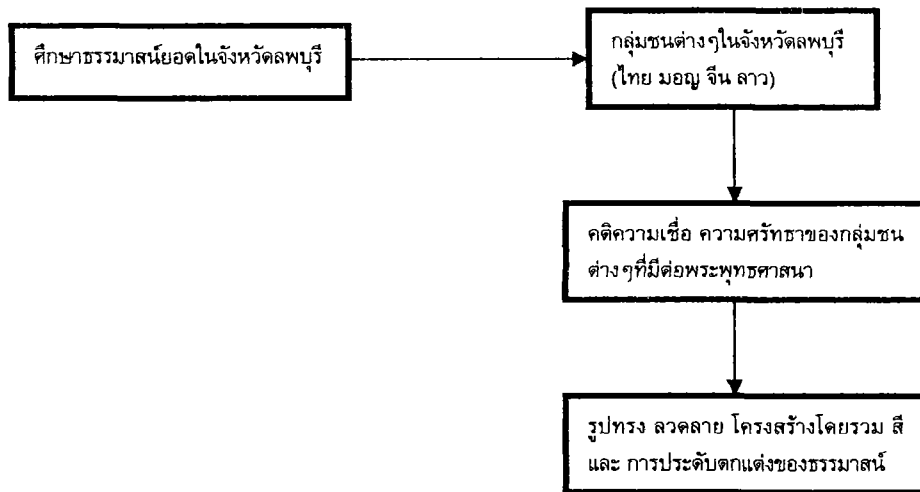 ศึกษาธรรมาสน์ยอดในจังหวัดลพบุรี
กลุ่มชนต่างๆในจังหวัดลพบุรี
(ไทย มอญ จีน ลาว)
คติความเชื่อ ความศรัทธาของกลุ่มชน
ต่างๆที่มีต่อพระพุทธศาสนา
รูปทรง ลวดลาย โครงสร้างโดยรวม สี
และ การประดับตกแต่งของธรรมาสน์